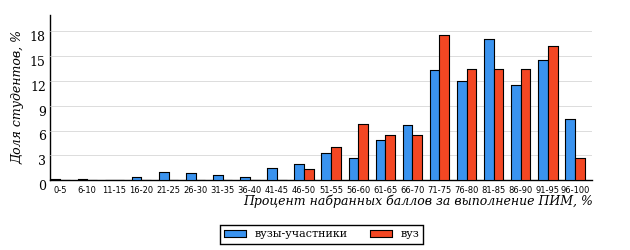 Доля студентов, %
18
15
12
9
6
3
0
0-5 6-10 11-15 16-20 21-25 26-30 31-35 36-40 41-45 46-50 51-55 56-60 61-65 66-70 71-75 76-80 81-85 86-90 91-95 96-100
Процент набранных баллов за выполнение ПИМ, %
вузы-участники вуз